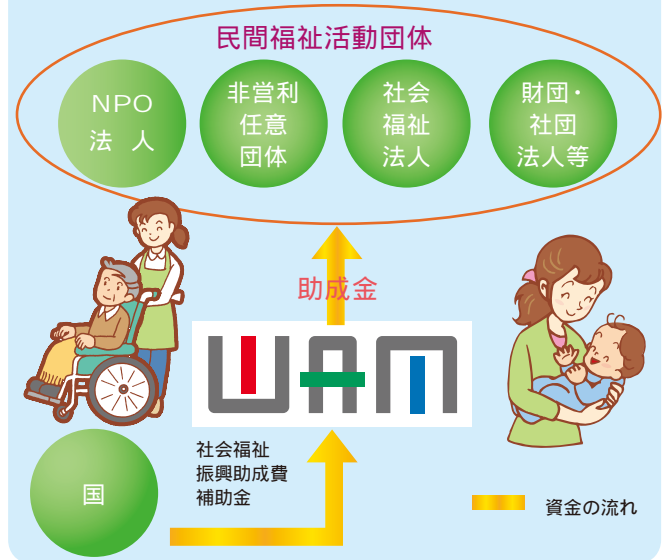 民間福祉活動団体
NPO
法 人
非営利
任意
団体
社会
福祉
法人
財団・
社団
法人等
助成金
WAM
社会福祉
振興助成費
補助金
国
資金の流れ